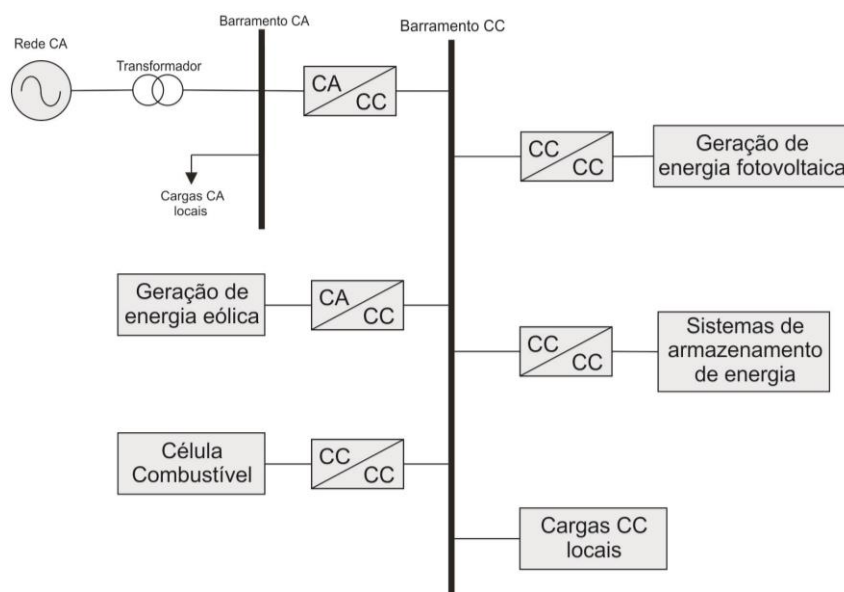 Barramento CA
Barramento CC
Rede CA
Transformador
CA
CC
Cargas CA
locais
CC
CC
Geração de
energia fotovoltaica
Geração de
energia eólica
CA
CC
CC
CC
Sistemas de
armazenamento
de energia
Célula
Combustível
CC
CC
Cargas CC
locais